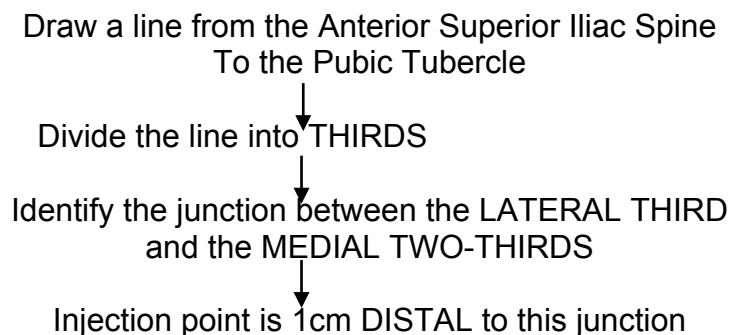 Draw a line from the Anterior Superior Iliac Spine
To the Pubic Tubercle
Divide the line into THIRDS
Identify the junction between the LATERAL THIRD
and the MEDIAL TWO-THIRDS
Injection point is 1cm DISTAL to this junction